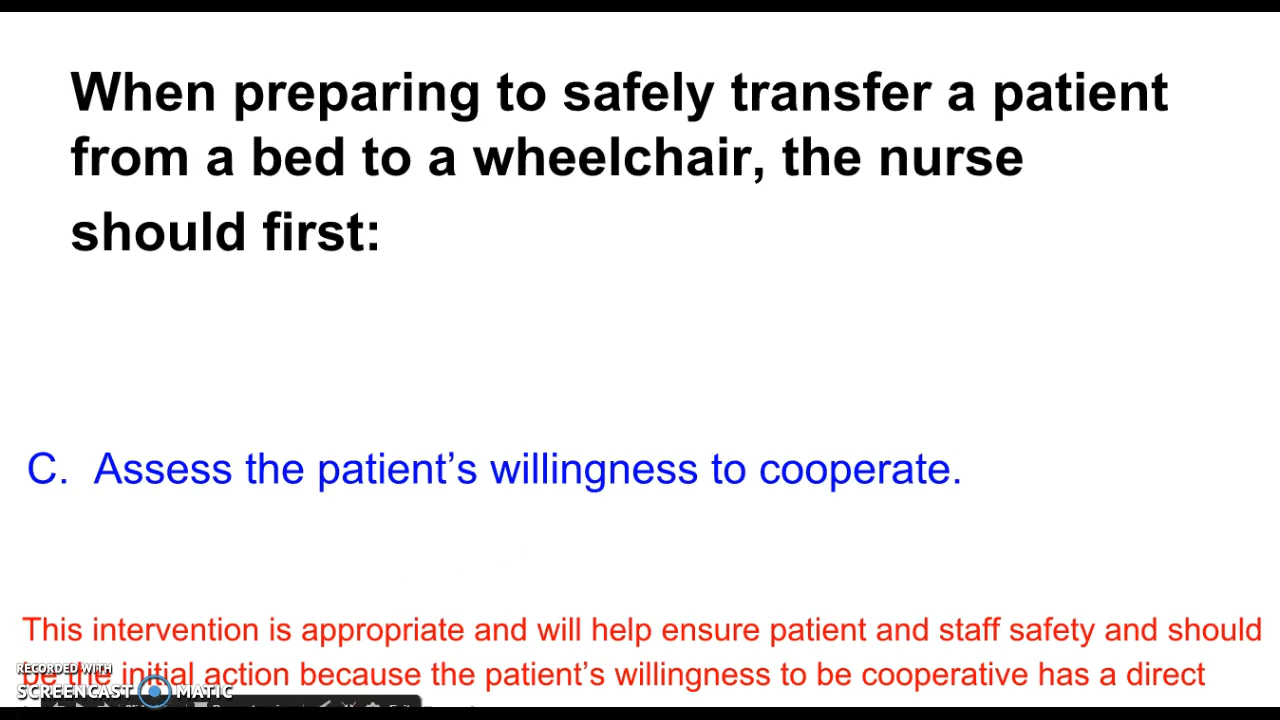 When preparing to safely transfer a patient
from a bed to a wheelchair, the nurse
should first:
C. Assess the patient's willingness to cooperate.
This intervention is appropriate and will help ensure patient and staff safety and should
be the initial action because the patient's willingness to be cooperative has a direct
RECORDED WITH
SCREENCAST MATIC